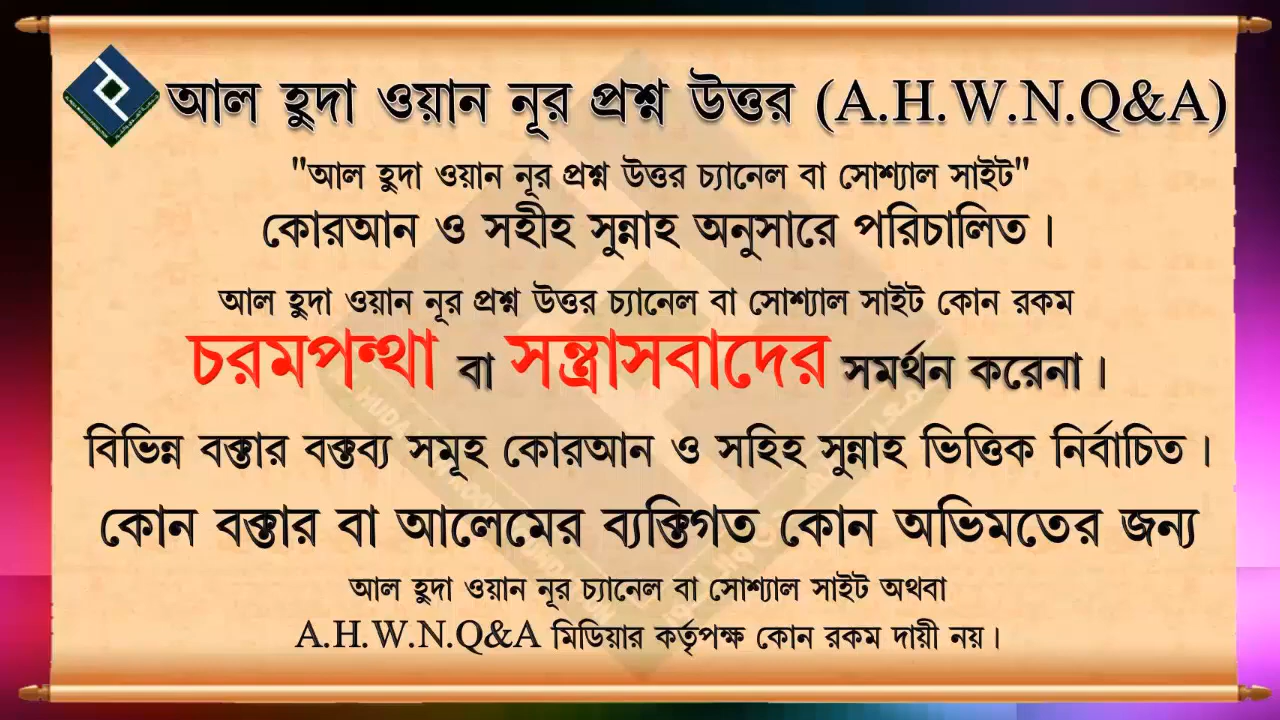 আল হুদা ওয়ান নূর প্রশ্ন উত্তর (A.H.W.N.Q&A)
"আল হুদা ওয়ান নূর প্রশ্ন উত্তর চ্যানেল বা সোশ্যাল সাইট"
কোরআন ও সহীহ সুন্নাহ অনুসারে পরিচালিত।
আল হুদা ওয়ান নূর প্রশ্ন উত্তর চ্যানেল বা সোশ্যাল সাইট কোন রকম
চরমপন্থা বা সন্ত্রাসবাদের সমর্থন করেনা।
বিভিন্ন বক্তার বক্তব্য সমূহ কোরআন ও সহিহ সুন্নাহ ভিত্তিক নির্বাচিত।
কোন বক্তার বা আলেমের ব্যক্তিগত কোন অভিমতের জন্য
আল হুদা ওয়ান নূর চ্যানেল বা সোশ্যাল সাইট অথবা
A.H.W.N.Q&A মিডিয়ার কর্তৃপক্ষ কোন রকম দায়ী নয়।